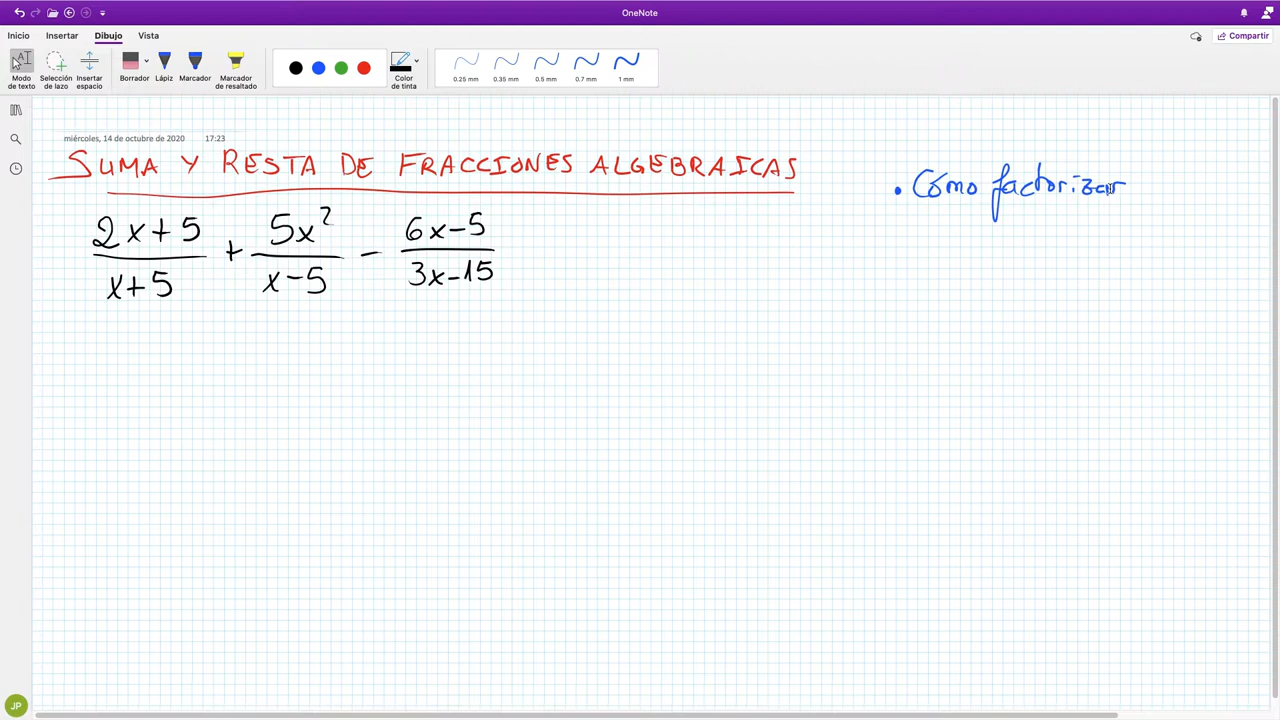 OneNote
Compartir
Inicio Insertar Dibujo Vista
Modo de texto Selección de lazo Insertar espacio Borrador Lápiz Marcador Marcador de resaltado Color de tinta 0.25 mm 0.35 mm 0.5 mm 0.7 mm 1 mm
miércoles, 14 de octubre de 2020 17:23
SUMA Y RESTA DE FRACCIONES ALGEBRAICAS
• Cómo factorizar
2x+5 / x+5 + 5x² / x-5 - 6x-5 / 3x-15
JP